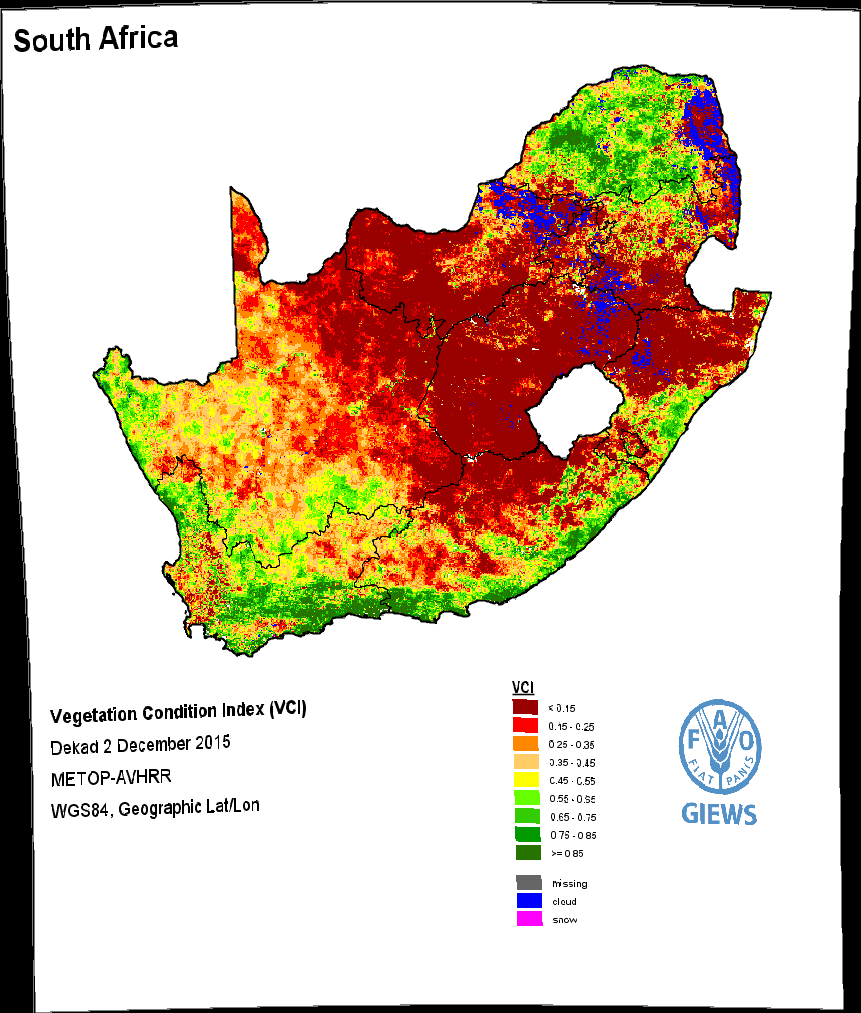 South Africa
Vegetation Condition Index (VCI)
Dekad 2 December 2015
METOP-AVHRR
WGS84, Geographic Lat/Lon
VCI
< 0.15
0.15 - 0.25
0.25 - 0.35
0.35 - 0.45
0.45 - 0.55
0.55 - 0.65
0.65 - 0.75
0.75 - 0.85
>= 0.85
missing
cloud
snow
F A O
FIAT PANIS
GIEWS